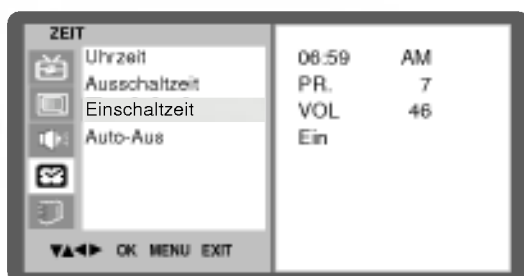 ZEIT
Uhrzeit
Ausschaltzeit
Einschaltzeit
Auto-Aus
06:59 AM
PR. 7
VOL 46
Ein
▼▲◀▶ OK MENU EXIT